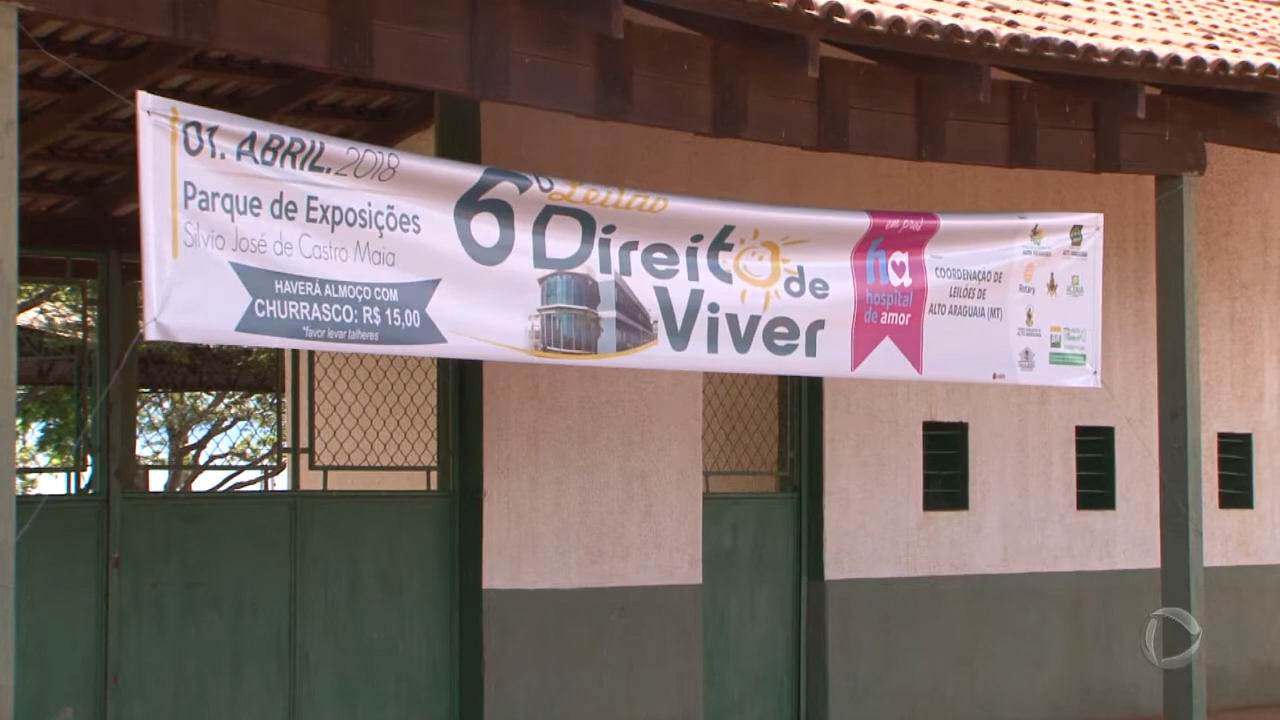 01. ABRIL. 2018
Parque de Exposições
Silvio José de Castro Maia
HAVERÁ ALMOÇO COM
CHURRASCO: R$ 15,00
*favor levar talheres
6º Leilão
Direito de
Viver
em prol
ha
hospital
de amor
COORDENAÇÃO DE
LEILÕES DE
ALTO ARAGUAIA (MT)
Rotary